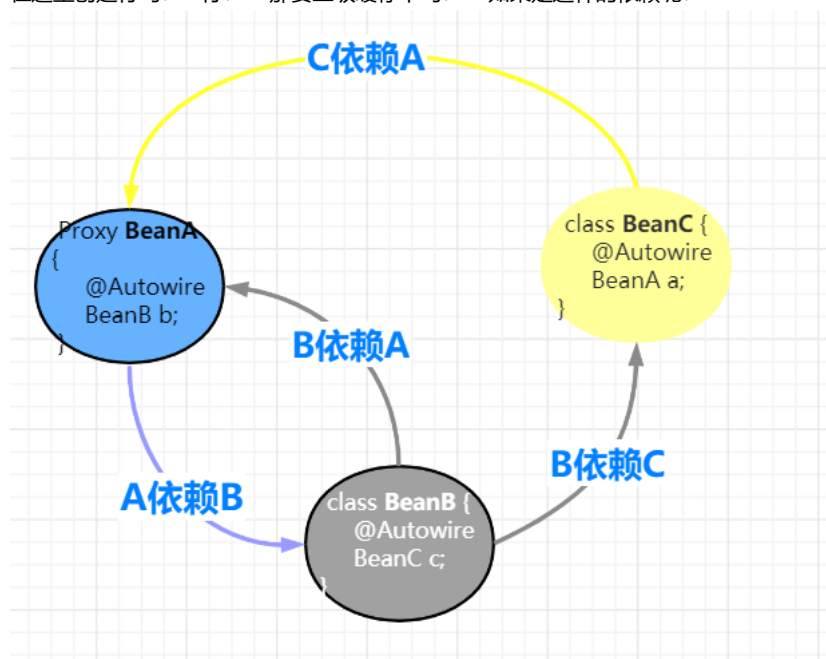 C依赖A
Proxy BeanA
{
@Autowire
BeanB b;
}
class BeanC {
@Autowire
BeanA a;
}
B依赖A
A依赖B
B依赖C
class BeanB {
@Autowire
BeanC c;
}